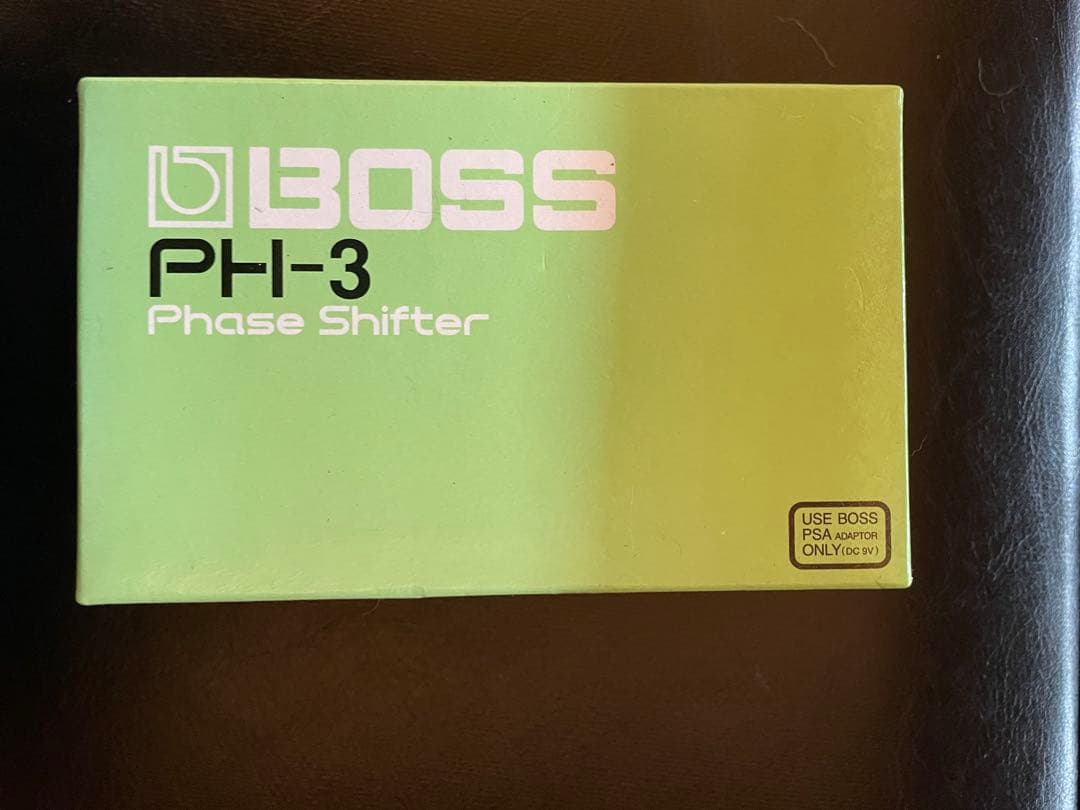 BOSS
PH-3
Phase Shifter
USE BOSS
PSA ADAPTOR
ONLY (DC 9V)